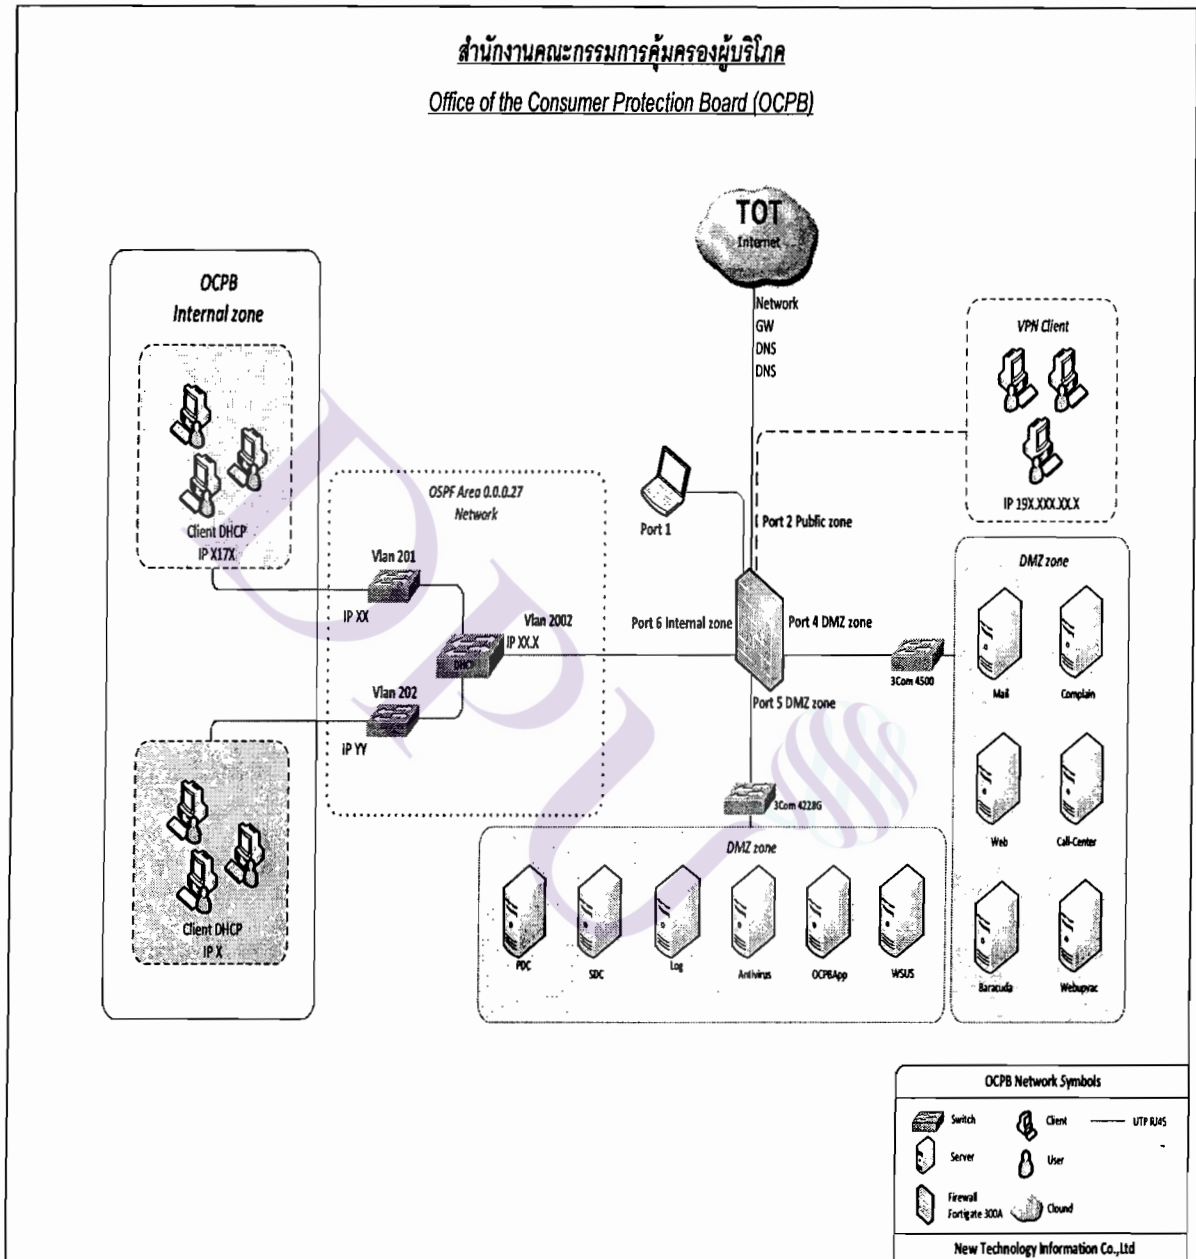 สำนักงานคณะกรรมการคุ้มครองผู้บริโภค
Office of the Consumer Protection Board (OCPB)
TOT
Internet
Network
GW
DNS
DNS
OCPB
Internal zone
Client DHCP
IP X17X
OSPF Area 0.0.0.27
Network
Vlan 201
IP XX
Vlan 2002
IP XX.X
DHCP
Vlan 202
IP YY
Client DHCP
IP X
Port 1
Port 2 Public zone
Port 6 Internal zone
Port 4 DMZ zone
Port 5 DMZ zone
VPN Client
IP 19X.XXX.XX.X
3Com 4500
3Com 4228G
DMZ zone
Mail
Complain
Web
Call-Center
Baracuda
Webupvac
DMZ zone
PDC
SDC
Log
Antivirus
OCPBApp
WSUS
DPU
OCPB Network Symbols
Switch
Client
UTP RJ45
Server
User
Firewall
Fortigate 300A
Clound
New Technology Information Co.,Ltd